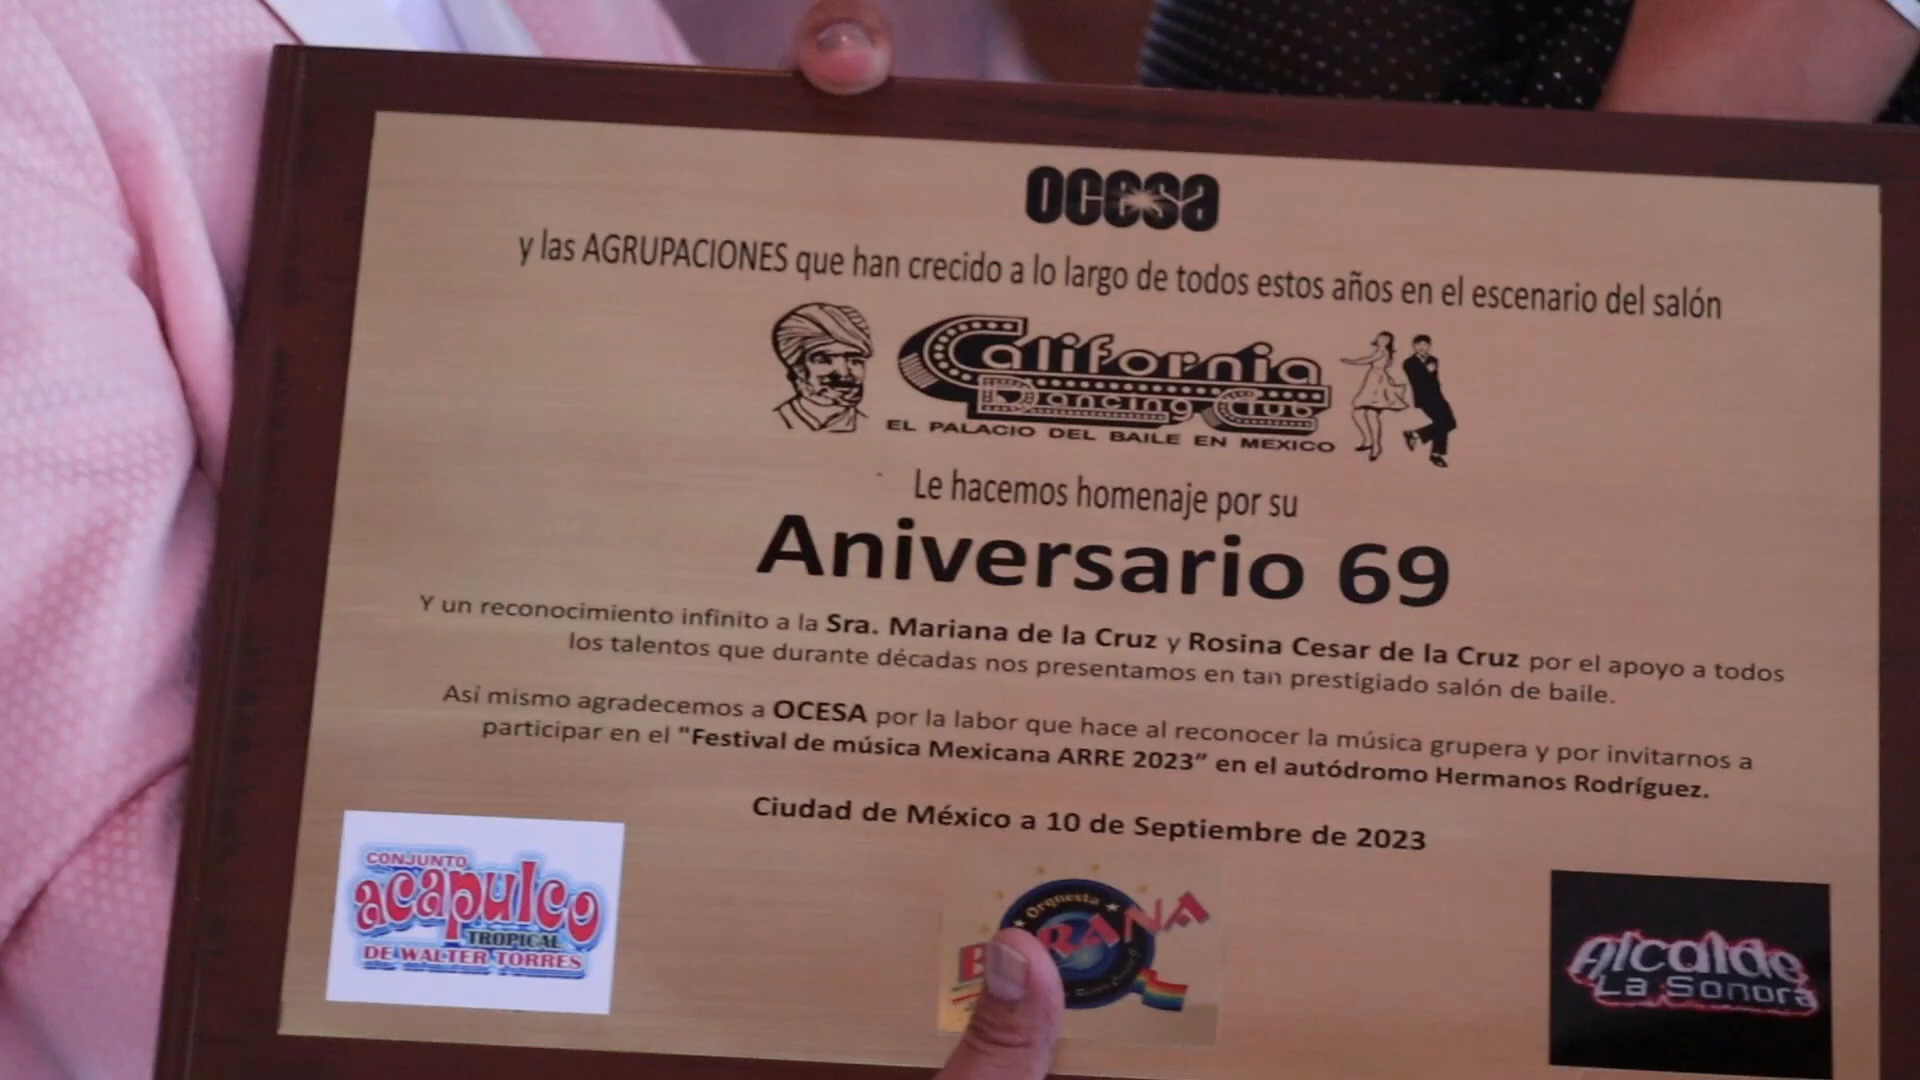 OCESA
y las AGRUPACIONES que han crecido a lo largo de todos estos años en el escenario del salón
California
Dancing Club
EL PALACIO DEL BAILE EN MEXICO
Le hacemos homenaje por su
Aniversario 69
Y un reconocimiento infinito a la Sra. Mariana de la Cruz y Rosina Cesar de la Cruz por el apoyo a todos
los talentos que durante décadas nos presentamos en tan prestigiado salón de baile.
Así mismo agradecemos a OCESA por la labor que hace al reconocer la música grupera y por invitarnos a
participar en el "Festival de música Mexicana ARRE 2023” en el autódromo Hermanos Rodríguez.
Ciudad de México a 10 de Septiembre de 2023
CONJUNTO
acapulco
TROPICAL
DE WALTER TORRES
Orquesta
Alcalde
La Sonora